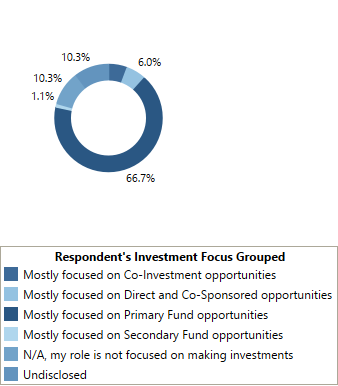 10.3%
6.0%
10.3%
1.1%
66.7%
Respondent's Investment Focus Grouped
Mostly focused on Co-Investment opportunities
Mostly focused on Direct and Co-Sponsored opportunities
Mostly focused on Primary Fund opportunities
Mostly focused on Secondary Fund opportunities
N/A, my role is not focused on making investments
Undisclosed